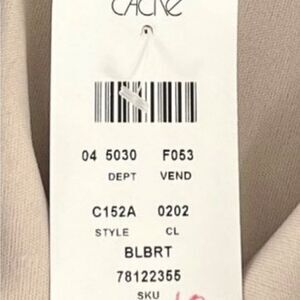 CACHE
04 5030 F053
DEPT VEND
C152A 0202
STYLE CL
BLBRT
78122355
SKU